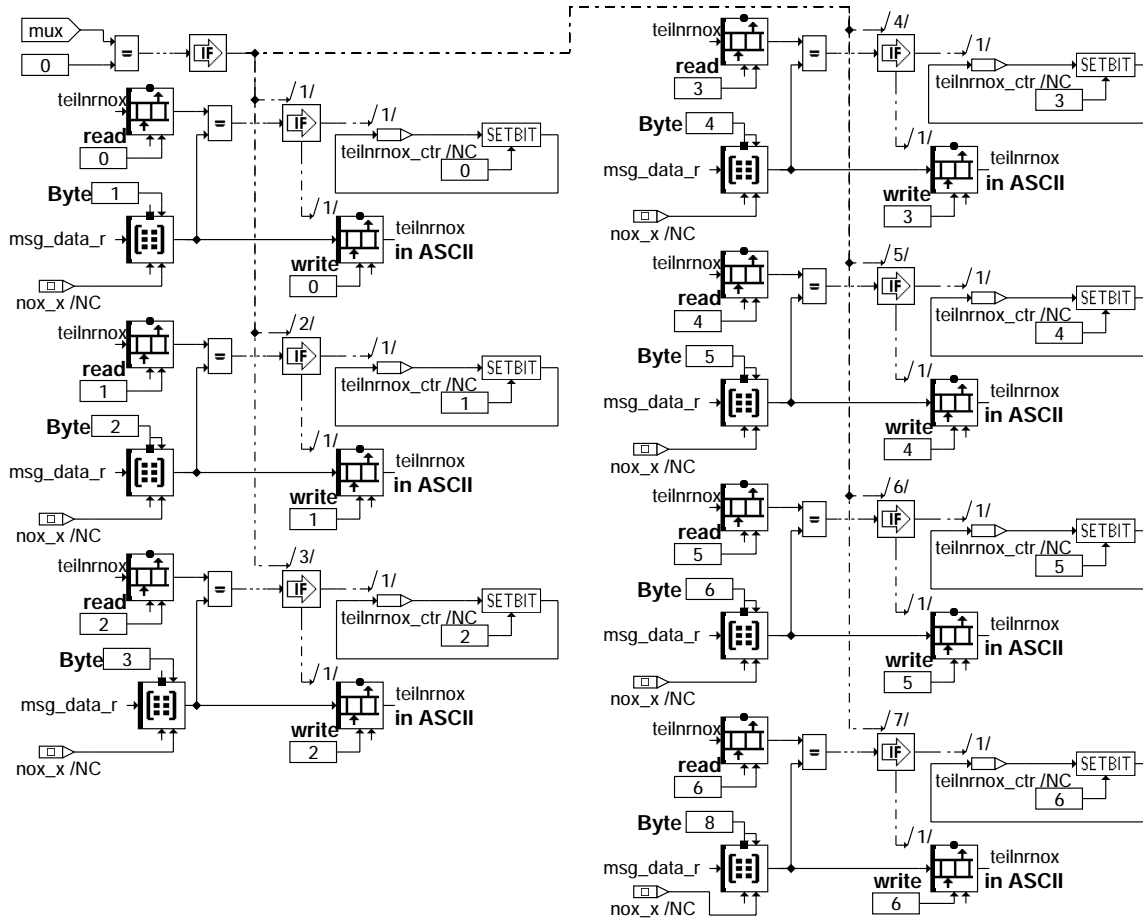 mux
=
IF
0
/1/
teilnrnox
=
IF
/1/
SETBIT
read
teilnrnox_ctr /NC
0
0
Byte 1
/1/
teilnrnox
msg_data_r
in ASCII
write
0
nox_x /NC
/2/
teilnrnox
=
IF
/1/
SETBIT
read
teilnrnox_ctr /NC
1
1
Byte 2
/1/
teilnrnox
msg_data_r
in ASCII
write
1
nox_x /NC
/3/
teilnrnox
=
IF
/1/
SETBIT
read
teilnrnox_ctr /NC
2
2
Byte 3
/1/
teilnrnox
msg_data_r
in ASCII
write
2
nox_x /NC
/4/
teilnrnox
=
IF
/1/
SETBIT
read
teilnrnox_ctr /NC
3
3
Byte 4
/1/
teilnrnox
msg_data_r
in ASCII
write
3
nox_x /NC
/5/
teilnrnox
=
IF
/1/
SETBIT
read
teilnrnox_ctr /NC
4
4
Byte 5
/1/
teilnrnox
msg_data_r
in ASCII
write
4
nox_x /NC
/6/
teilnrnox
=
IF
/1/
SETBIT
read
teilnrnox_ctr /NC
5
5
Byte 6
/1/
teilnrnox
msg_data_r
in ASCII
write
5
nox_x /NC
/7/
teilnrnox
=
IF
/1/
SETBIT
read
teilnrnox_ctr /NC
6
6
Byte 8
/1/
teilnrnox
msg_data_r
in ASCII
write
6
nox_x /NC